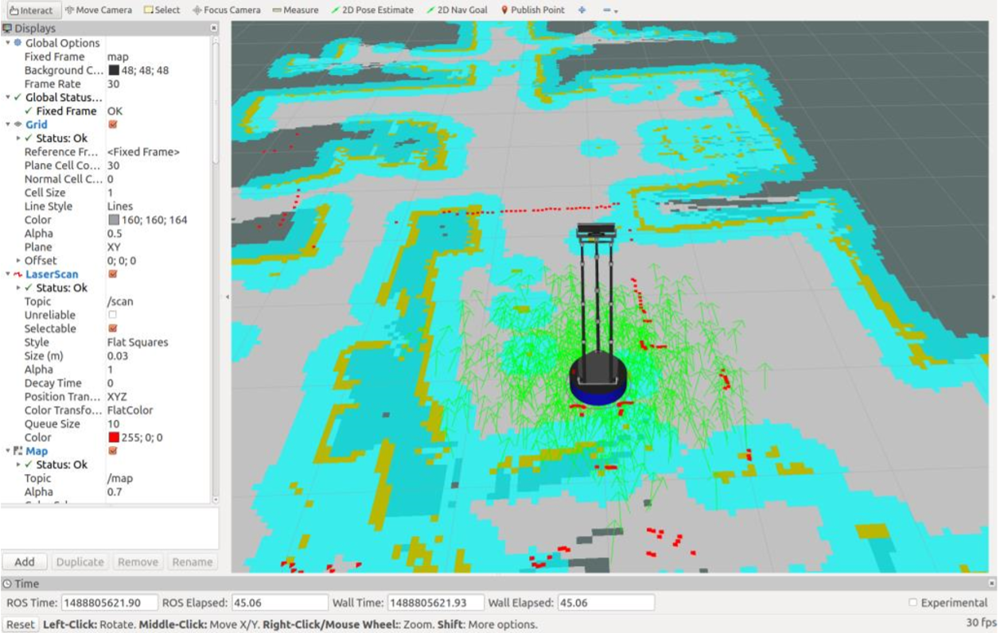 Interact Move Camera Select Focus Camera Measure 2D Pose Estimate 2D Nav Goal Publish Point
Displays
Global Options
Fixed Frame map
Background C... 48; 48; 48
Frame Rate 30
Global Status...
Fixed Frame OK
Grid
Status: Ok
Reference Fr... <Fixed Frame>
Plane Cell Co... 30
Normal Cell C... 0
Cell Size 1
Line Style Lines
Color 160; 160; 164
Alpha 0.5
Plane XY
Offset 0; 0; 0
LaserScan
Status: Ok
Topic /scan
Unreliable
Selectable
Style Flat Squares
Size (m) 0.03
Alpha 1
Decay Time 0
Position Tran... XYZ
Color Transfo... FlatColor
Queue Size 10
Color 255; 0; 0
Map
Status: Ok
Topic /map
Alpha 0.7
Add Duplicate Remove Rename
Time
ROS Time: 1488805621.90 ROS Elapsed: 45.06 Wall Time: 1488805621.93 Wall Elapsed: 45.06 Experimental
Reset Left-Click: Rotate. Middle-Click: Move X/Y. Right-Click/Mouse Wheel:: Zoom. Shift: More options. 30 fps